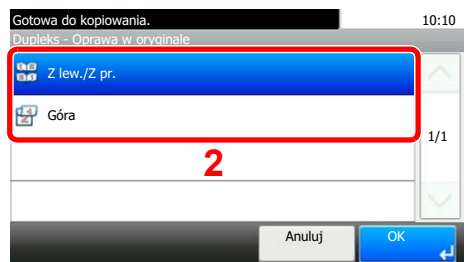 Gotowa do kopiowania. 10:10
Dupleks - Oprawa w oryginale
Z lew./Z pr.
Góra
1/1
2
Anuluj OK